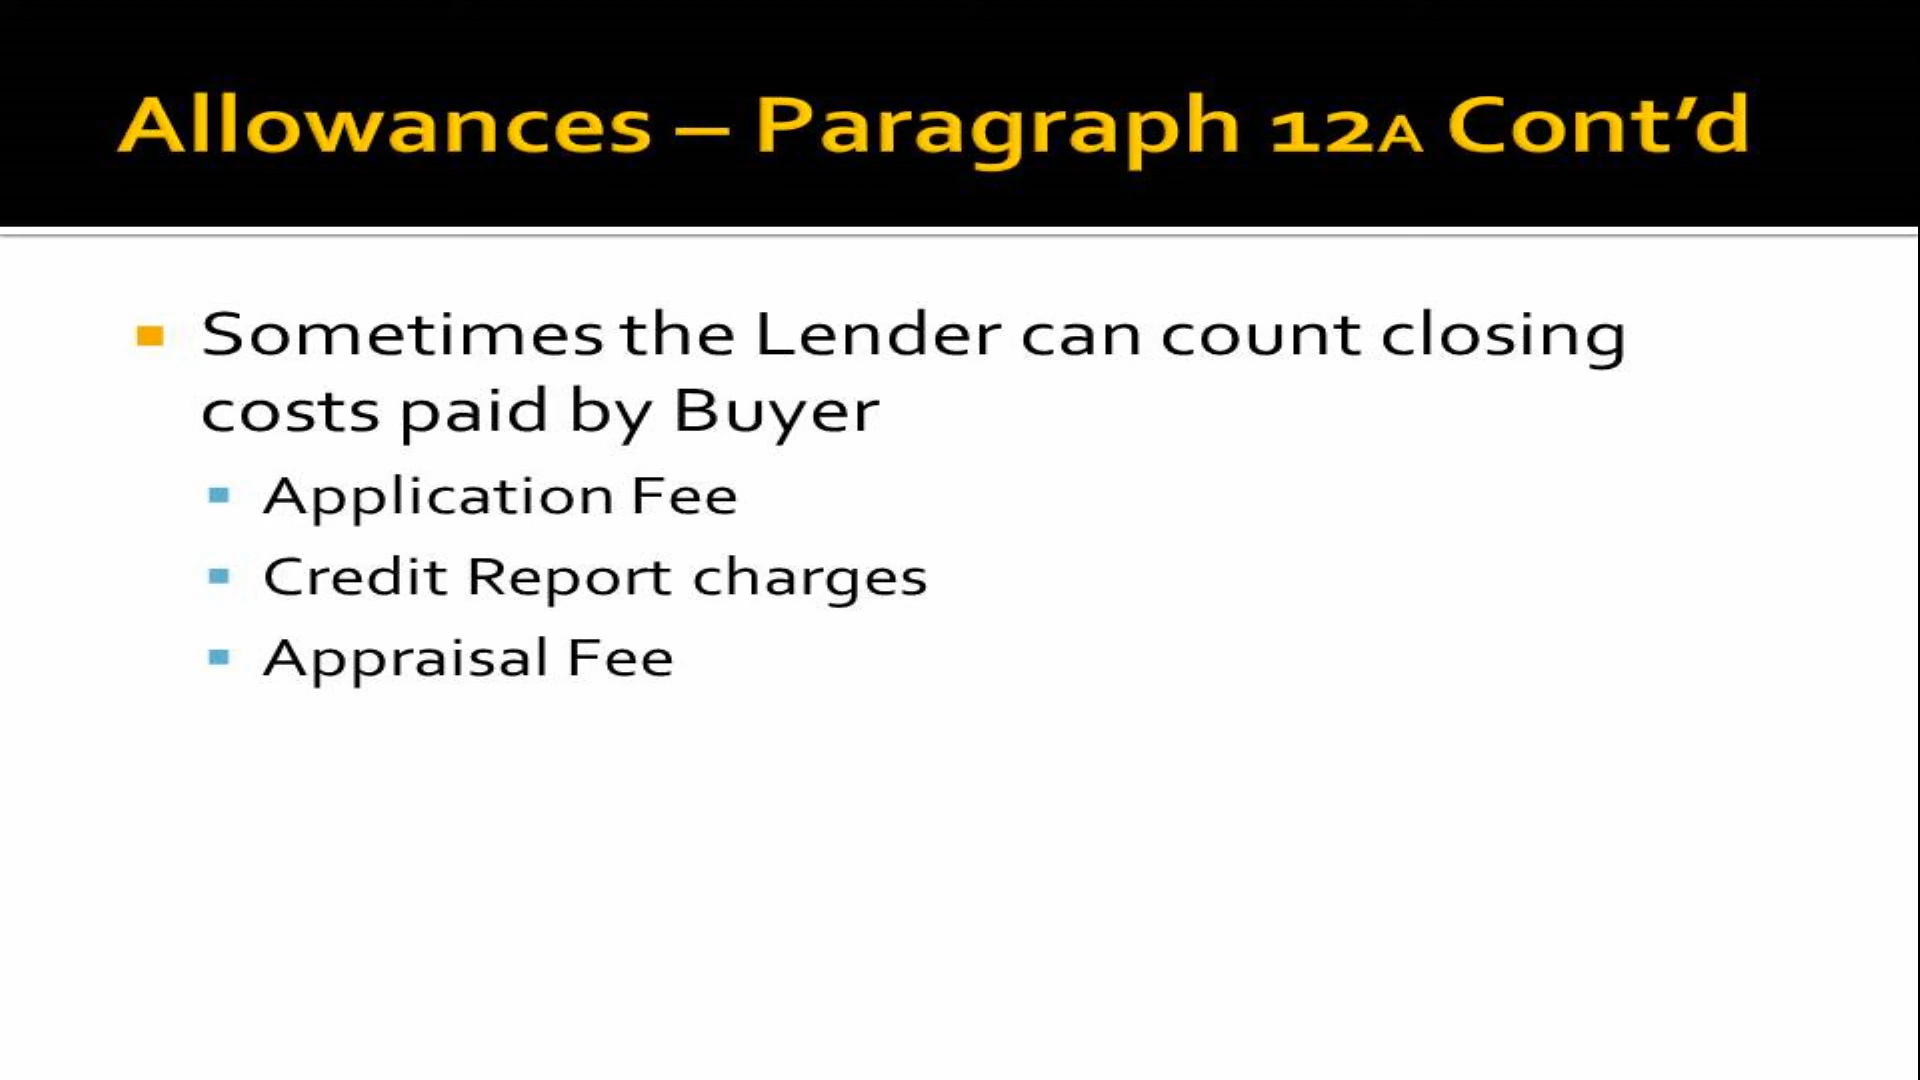 Allowances – Paragraph 12A Cont’d
Sometimes the Lender can count closing
costs paid by Buyer
Application Fee
Credit Report charges
Appraisal Fee